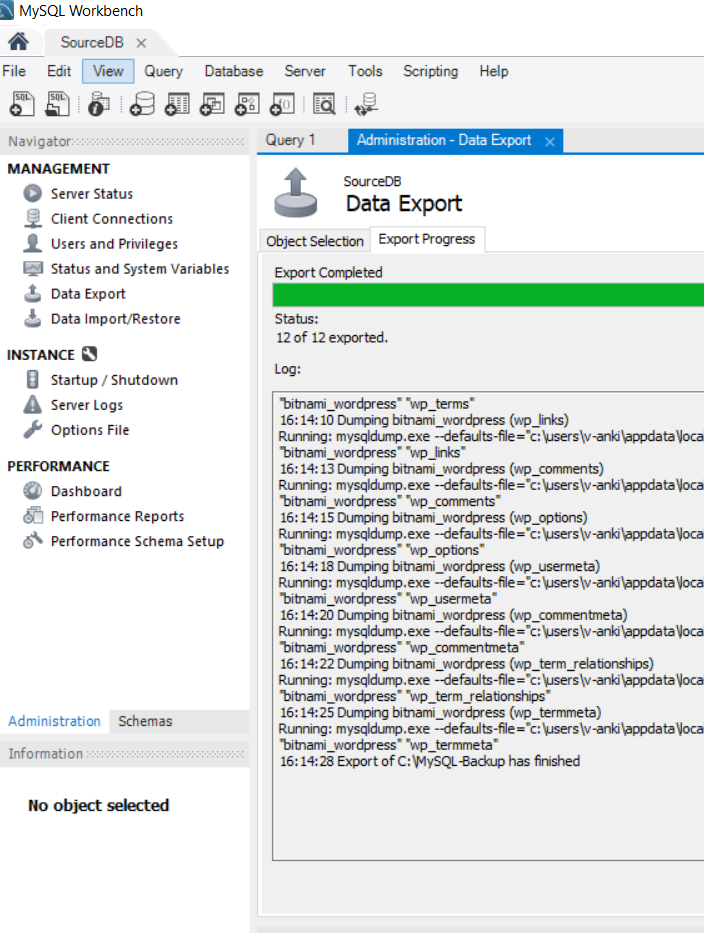 MySQL Workbench
SourceDB
File Edit View Query Database Server Tools Scripting Help
SQL SQL
Navigator
MANAGEMENT
Server Status
Client Connections
Users and Privileges
Status and System Variables
Data Export
Data Import/Restore
INSTANCE
Startup / Shutdown
Server Logs
Options File
PERFORMANCE
Dashboard
Performance Reports
Performance Schema Setup
Administration Schemas
Information
No object selected
Query 1 Administration - Data Export
SourceDB
Data Export
Object Selection Export Progress
Export Completed
Status:
12 of 12 exported.
Log:
"bitnami_wordpress" "wp_terms"
16:14:10 Dumping bitnami_wordpress (wp_links)
Running: mysqldump.exe --defaults-file="c:\users\v-anki\appdata\loca
"bitnami_wordpress" "wp_links"
16:14:13 Dumping bitnami_wordpress (wp_comments)
Running: mysqldump.exe --defaults-file="c:\users\v-anki\appdata\loca
"bitnami_wordpress" "wp_comments"
16:14:15 Dumping bitnami_wordpress (wp_options)
Running: mysqldump.exe --defaults-file="c:\users\v-anki\appdata\loca
"bitnami_wordpress" "wp_options"
16:14:18 Dumping bitnami_wordpress (wp_usermeta)
Running: mysqldump.exe --defaults-file="c:\users\v-anki\appdata\loca
"bitnami_wordpress" "wp_usermeta"
16:14:20 Dumping bitnami_wordpress (wp_commentmeta)
Running: mysqldump.exe --defaults-file="c:\users\v-anki\appdata\loca
"bitnami_wordpress" "wp_commentmeta"
16:14:22 Dumping bitnami_wordpress (wp_term_relationships)
Running: mysqldump.exe --defaults-file="c:\users\v-anki\appdata\loca
"bitnami_wordpress" "wp_term_relationships"
16:14:25 Dumping bitnami_wordpress (wp_termmeta)
Running: mysqldump.exe --defaults-file="c:\users\v-anki\appdata\loca
"bitnami_wordpress" "wp_termmeta"
16:14:28 Export of C:\MySQL-Backup has finished